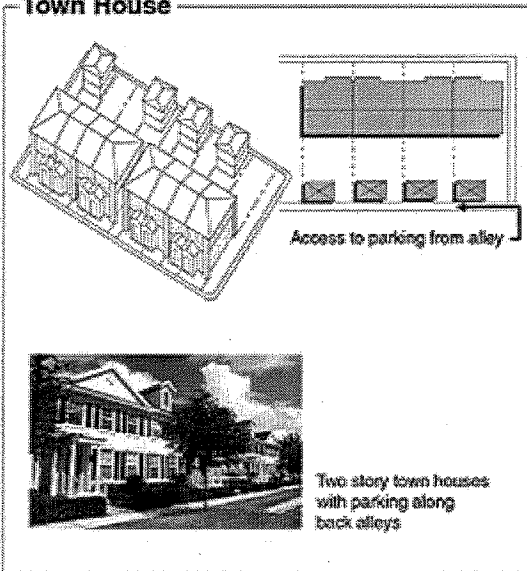 Town House
Access to parking from alley
Two story town houses
with parking along
back alleys